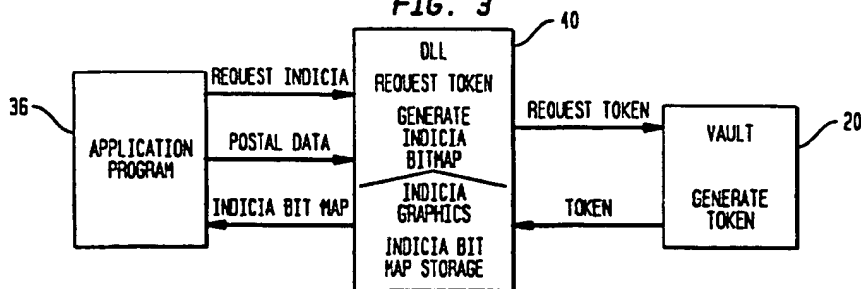 FIG. 3
40
DLL
REQUEST TOKEN
GENERATE
INDICIA
BITMAP
INDICIA
GRAPHICS
INDICIA BIT
MAP STORAGE
36
APPLICATION
PROGRAM
REQUEST INDICIA
POSTAL DATA
INDICIA BIT MAP
REQUEST TOKEN
TOKEN
20
VAULT
GENERATE
TOKEN